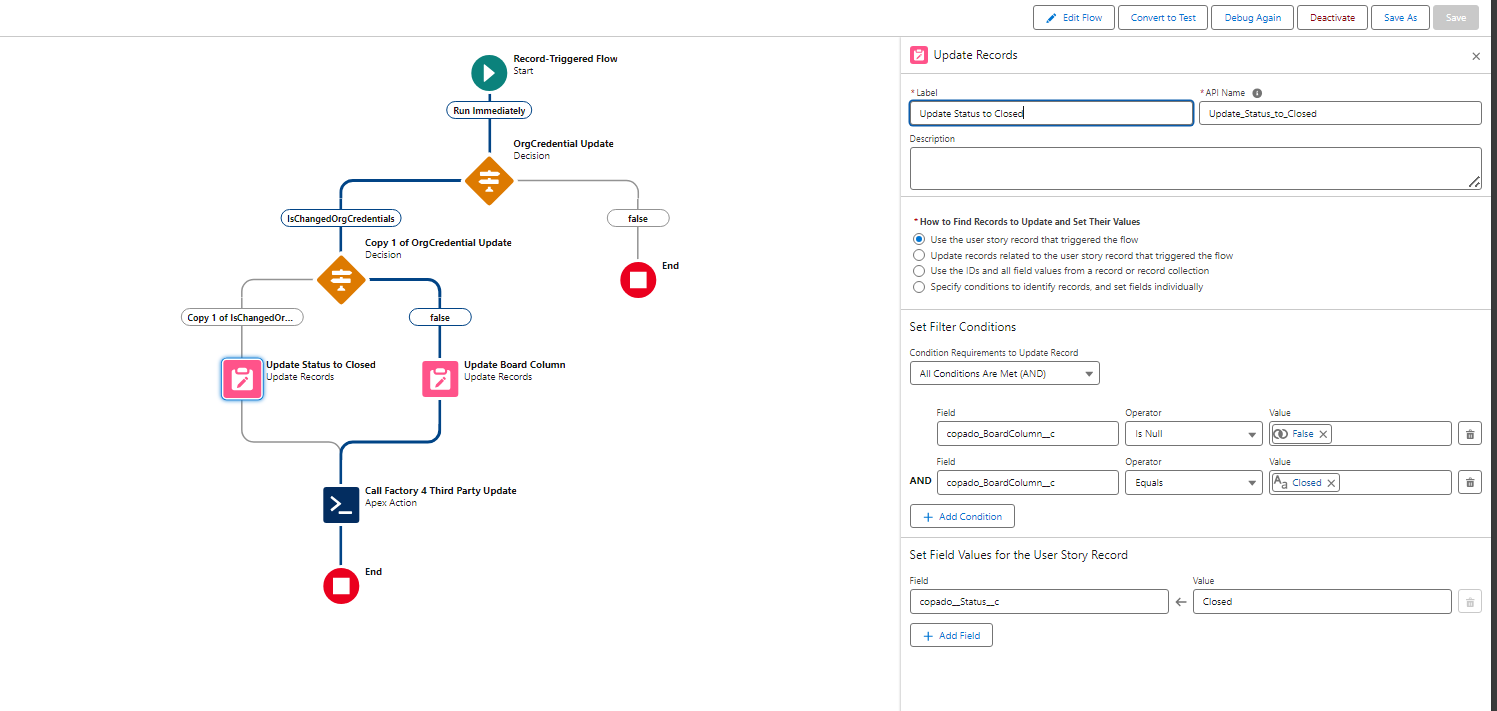 Edit Flow
Convert to Test
Debug Again
Deactivate
Save As
Save
Record-Triggered Flow
Start
Run Immediately
OrgCredential Update
Decision
IsChangedOrgCredentials
false
Copy 1 of OrgCredential Update
Decision
End
Copy 1 of IsChangedOr...
false
Update Status to Closed
Update Records
Update Board Column
Update Records
Call Factory 4 Third Party Update
Apex Action
End
Update Records
* Label
Update Status to Closed
* API Name
Update_Status_to_Closed
Description
* How to Find Records to Update and Set Their Values
Use the user story record that triggered the flow
Update records related to the user story record that triggered the flow
Use the IDs and all field values from a record or record collection
Specify conditions to identify records, and set fields individually
Set Filter Conditions
Condition Requirements to Update Record
All Conditions Are Met (AND)
Field Operator Value
copado_BoardColumn__c Is Null False
Field Operator Value
AND copado_BoardColumn__c Equals Aa Closed
+ Add Condition
Set Field Values for the User Story Record
Field Value
copado__Status__c ← Closed
+ Add Field